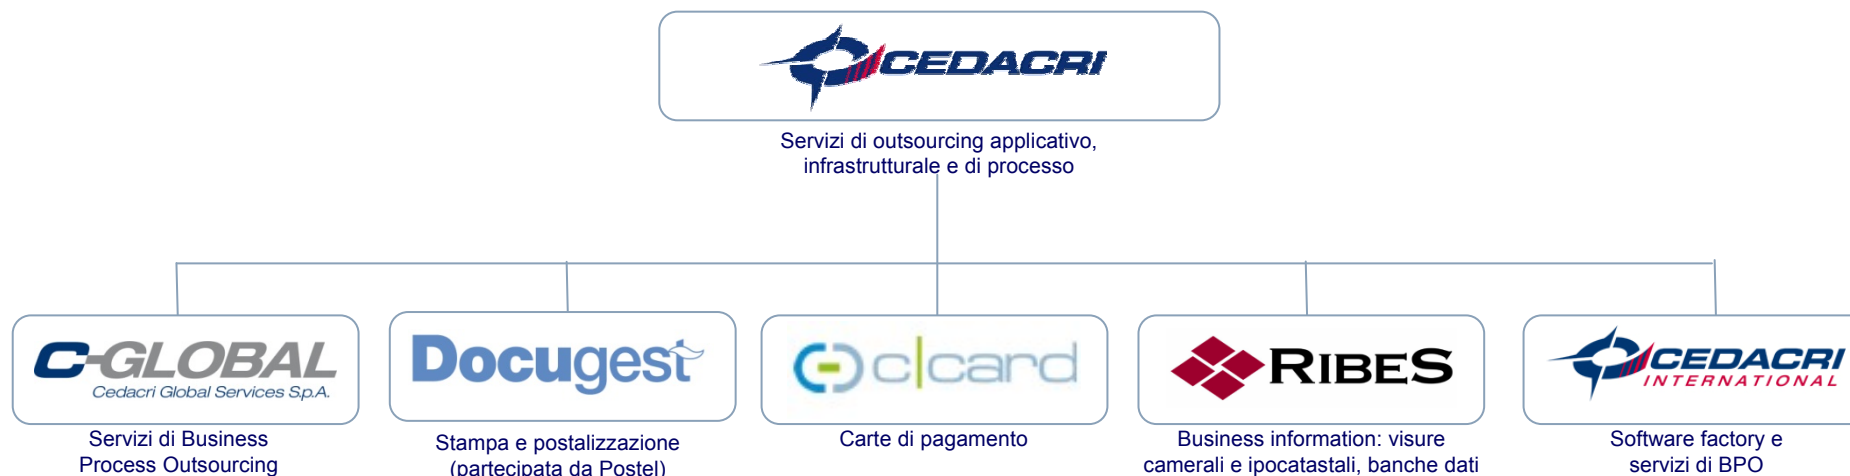 CEDACRI
Servizi di outsourcing applicativo,
infrastrutturale e di processo
C-GLOBAL
Cedacri Global Services S.p.A.
Servizi di Business
Process Outsourcing
Docugest
Stampa e postalizzazione
(partecipata da Postel)
c|card
Carte di pagamento
RIBES
Business information: visure
camerali e ipocatastali, banche dati
CEDACRI
INTERNATIONAL
Software factory e
servizi di BPO